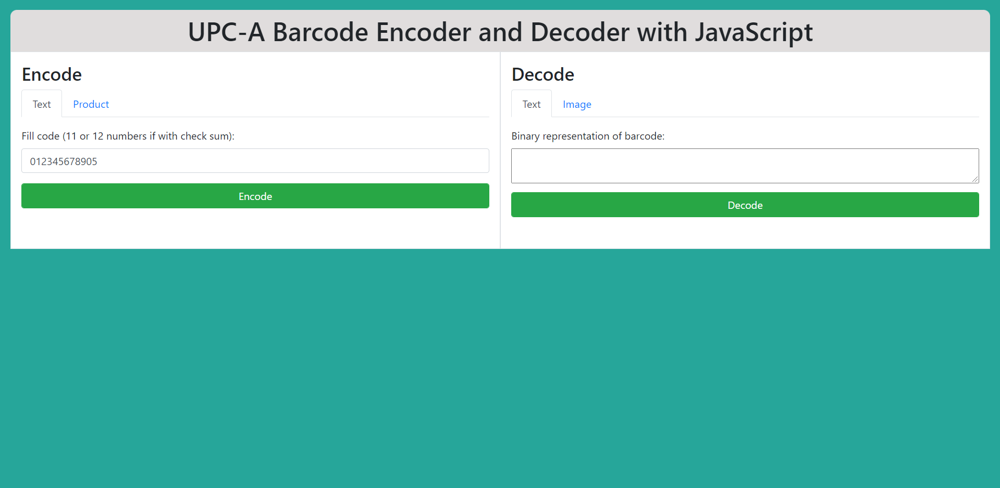 UPC-A Barcode Encoder and Decoder with JavaScript
Encode
Text Product
Fill code (11 or 12 numbers if with check sum):
012345678905
Encode
Decode
Text Image
Binary representation of barcode:
Decode